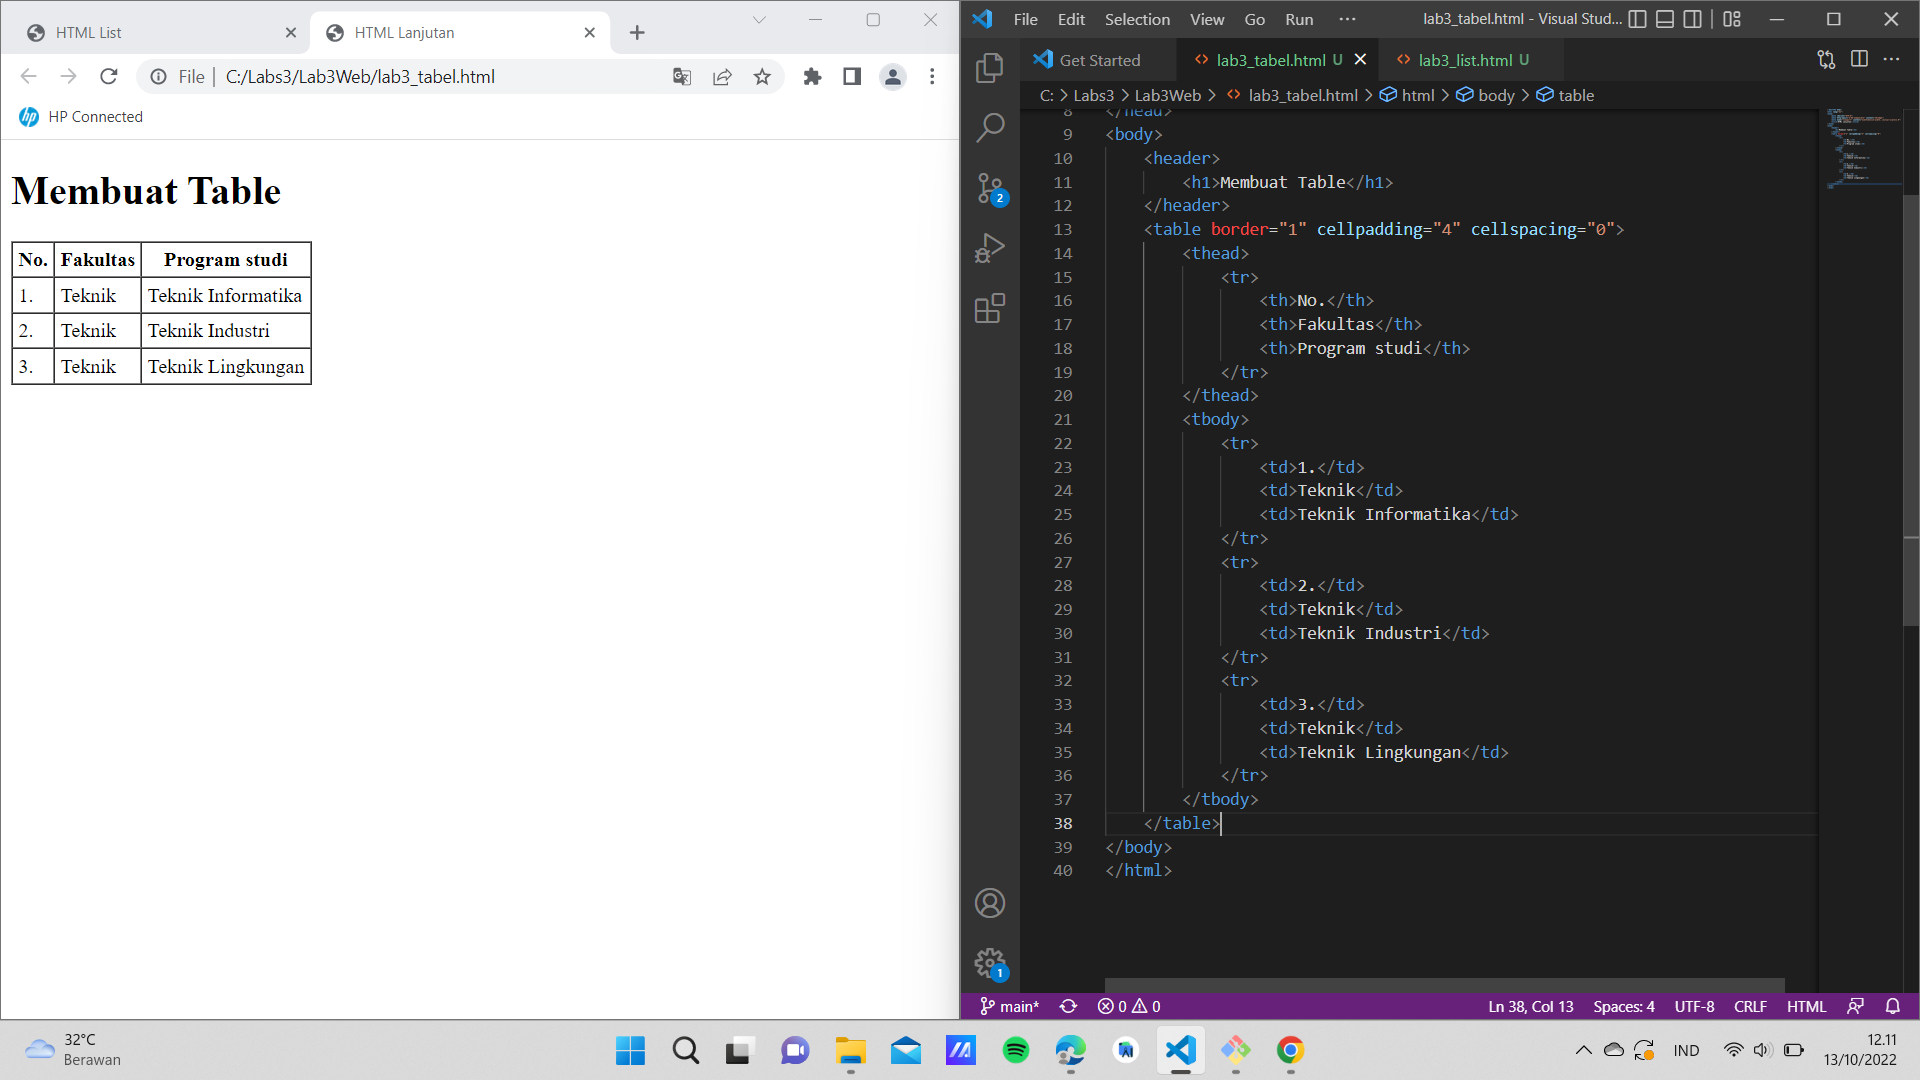 HTML List
HTML Lanjutan
File C:/Labs3/Lab3Web/lab3_tabel.html
HP Connected
Membuat Table
No. Fakultas Program studi
1. Teknik Teknik Informatika
2. Teknik Teknik Industri
3. Teknik Teknik Lingkungan
File Edit Selection View Go Run ··· lab3_tabel.html - Visual Stud...
Get Started lab3_tabel.html U lab3_list.html U
C: > Labs3 > Lab3Web > lab3_tabel.html > html > body > table
8 </head>
9 <body>
10 <header>
11 <h1>Membuat Table</h1>
12 </header>
13 <table border="1" cellpadding="4" cellspacing="0">
14 <thead>
15 <tr>
16 <th>No.</th>
17 <th>Fakultas</th>
18 <th>Program studi</th>
19 </tr>
20 </thead>
21 <tbody>
22 <tr>
23 <td>1.</td>
24 <td>Teknik</td>
25 <td>Teknik Informatika</td>
26 </tr>
27 <tr>
28 <td>2.</td>
29 <td>Teknik</td>
30 <td>Teknik Industri</td>
31 </tr>
32 <tr>
33 <td>3.</td>
34 <td>Teknik</td>
35 <td>Teknik Lingkungan</td>
36 </tr>
37 </tbody>
38 </table>
39 </body>
40 </html>
2
1
main* 0 0 Ln 38, Col 13 Spaces: 4 UTF-8 CRLF HTML
32°C
Berawan
IND
12.11
13/10/2022